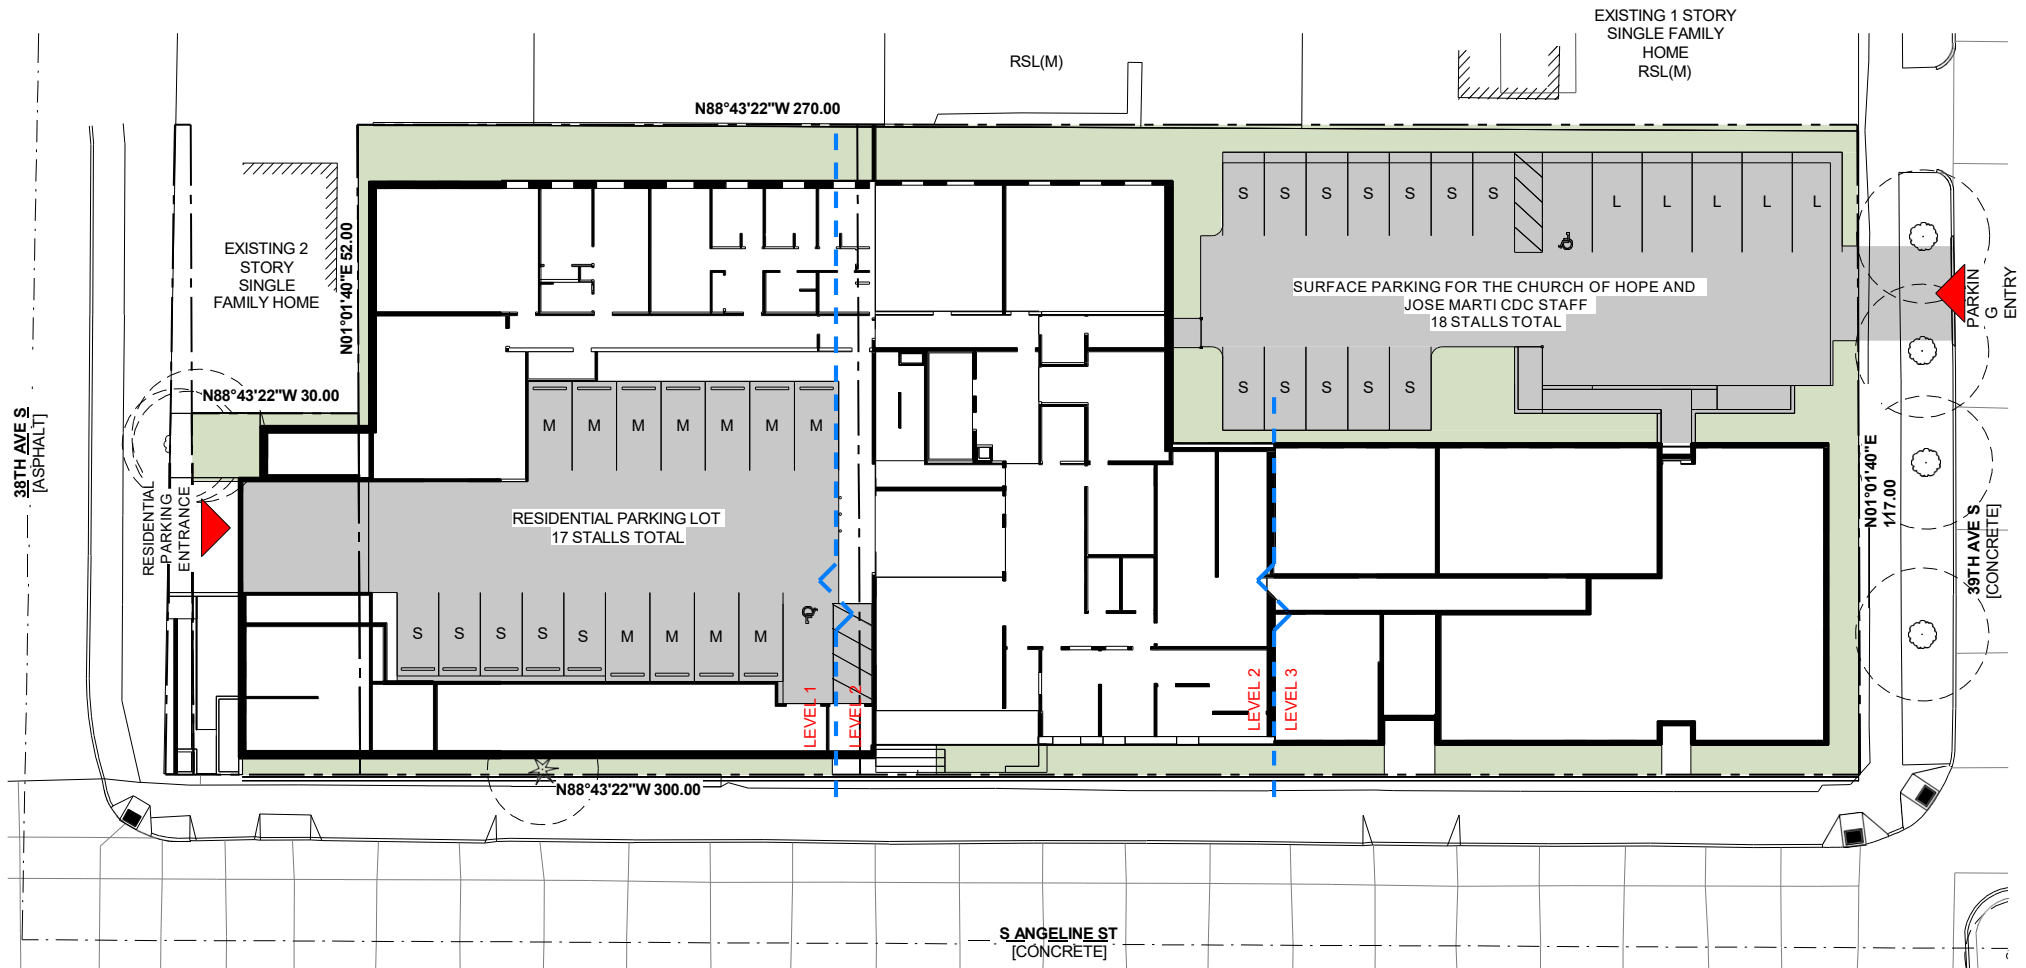 EXISTING 1 STORY
SINGLE FAMILY
HOME
RSL(M)
RSL(M)
N88°43'22"W 270.00
EXISTING 2
STORY
SINGLE
FAMILY HOME
N01°01'40"E 52.00
N88°43'22"W 30.00
S S S S S S S
L L L L L
SURFACE PARKING FOR THE CHURCH OF HOPE AND
JOSE MARTI CDC STAFF
18 STALLS TOTAL
S S S S S
PARKIN
G
ENTRY
38TH AVE S
[ASPHALT]
RESIDENTIAL
PARKING
ENTRANCE
M M M M M M M
RESIDENTIAL PARKING LOT
17 STALLS TOTAL
S S S S S M M M M
LEVEL 1
LEVEL 2
LEVEL 2
LEVEL 3
N01°01'40"E
117.00
39TH AVE S
[CONCRETE]
N88°43'22"W 300.00
S ANGELINE ST
[CONCRETE]